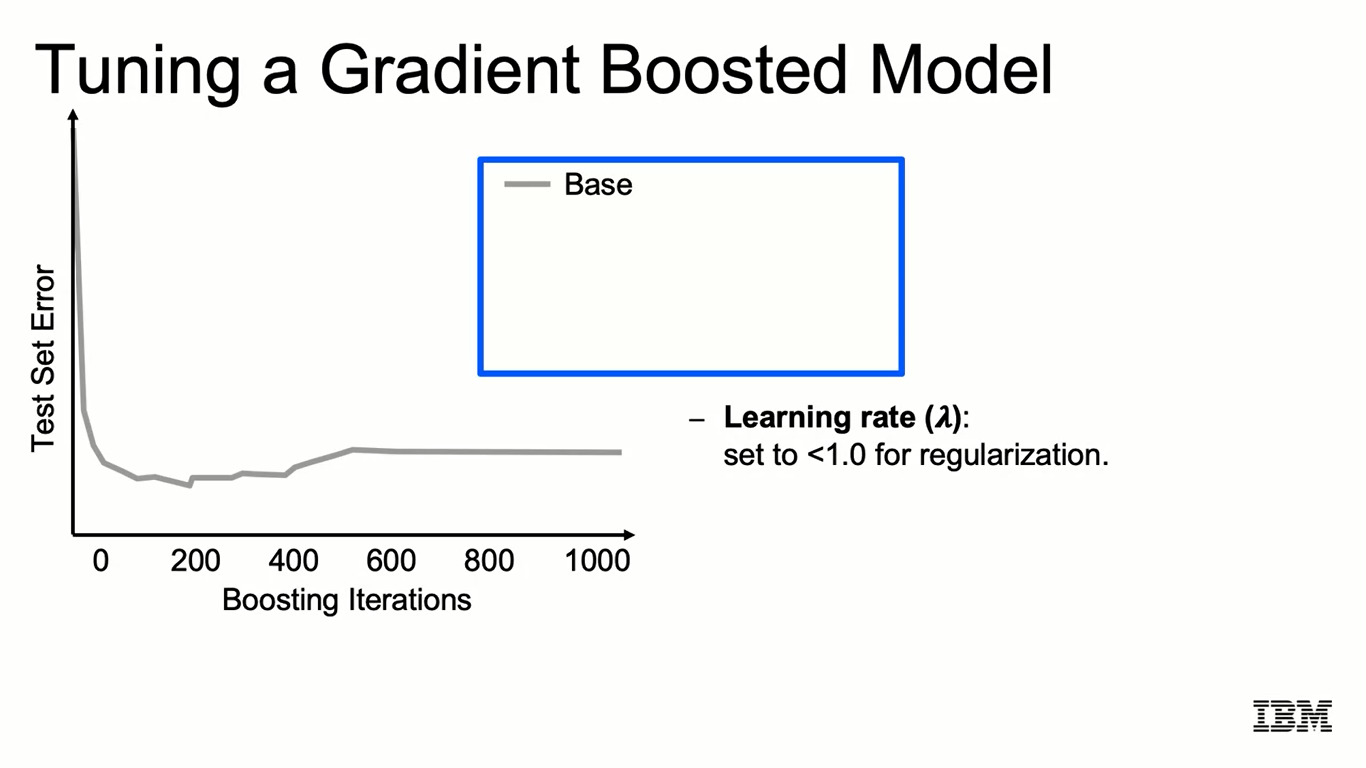 Tuning a Gradient Boosted Model
Base
Test Set Error
– Learning rate (λ):
set to <1.0 for regularization.
0 200 400 600 800 1000
Boosting Iterations
IBM